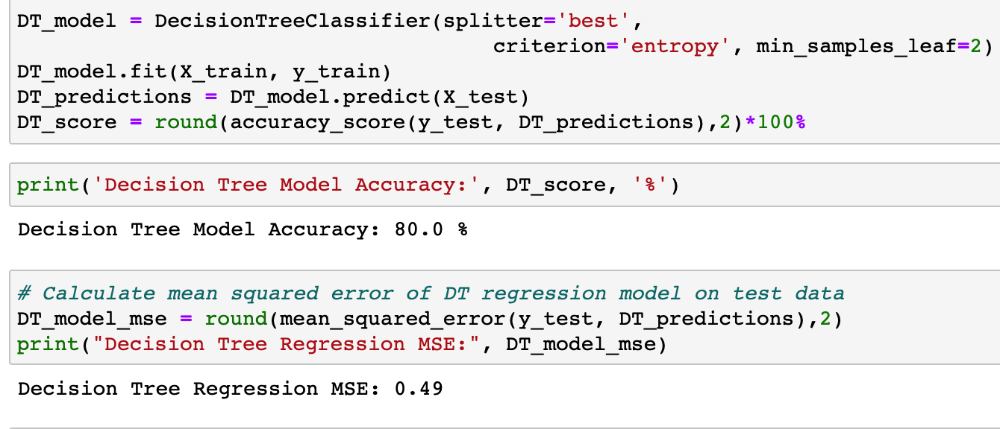 DT_model = DecisionTreeClassifier(splitter='best',
criterion='entropy', min_samples_leaf=2)
DT_model.fit(X_train, y_train)
DT_predictions = DT_model.predict(X_test)
DT_score = round(accuracy_score(y_test, DT_predictions),2)*100%
print('Decision Tree Model Accuracy:', DT_score, '%')
Decision Tree Model Accuracy: 80.0 %
# Calculate mean squared error of DT regression model on test data
DT_model_mse = round(mean_squared_error(y_test, DT_predictions),2)
print("Decision Tree Regression MSE:", DT_model_mse)
Decision Tree Regression MSE: 0.49